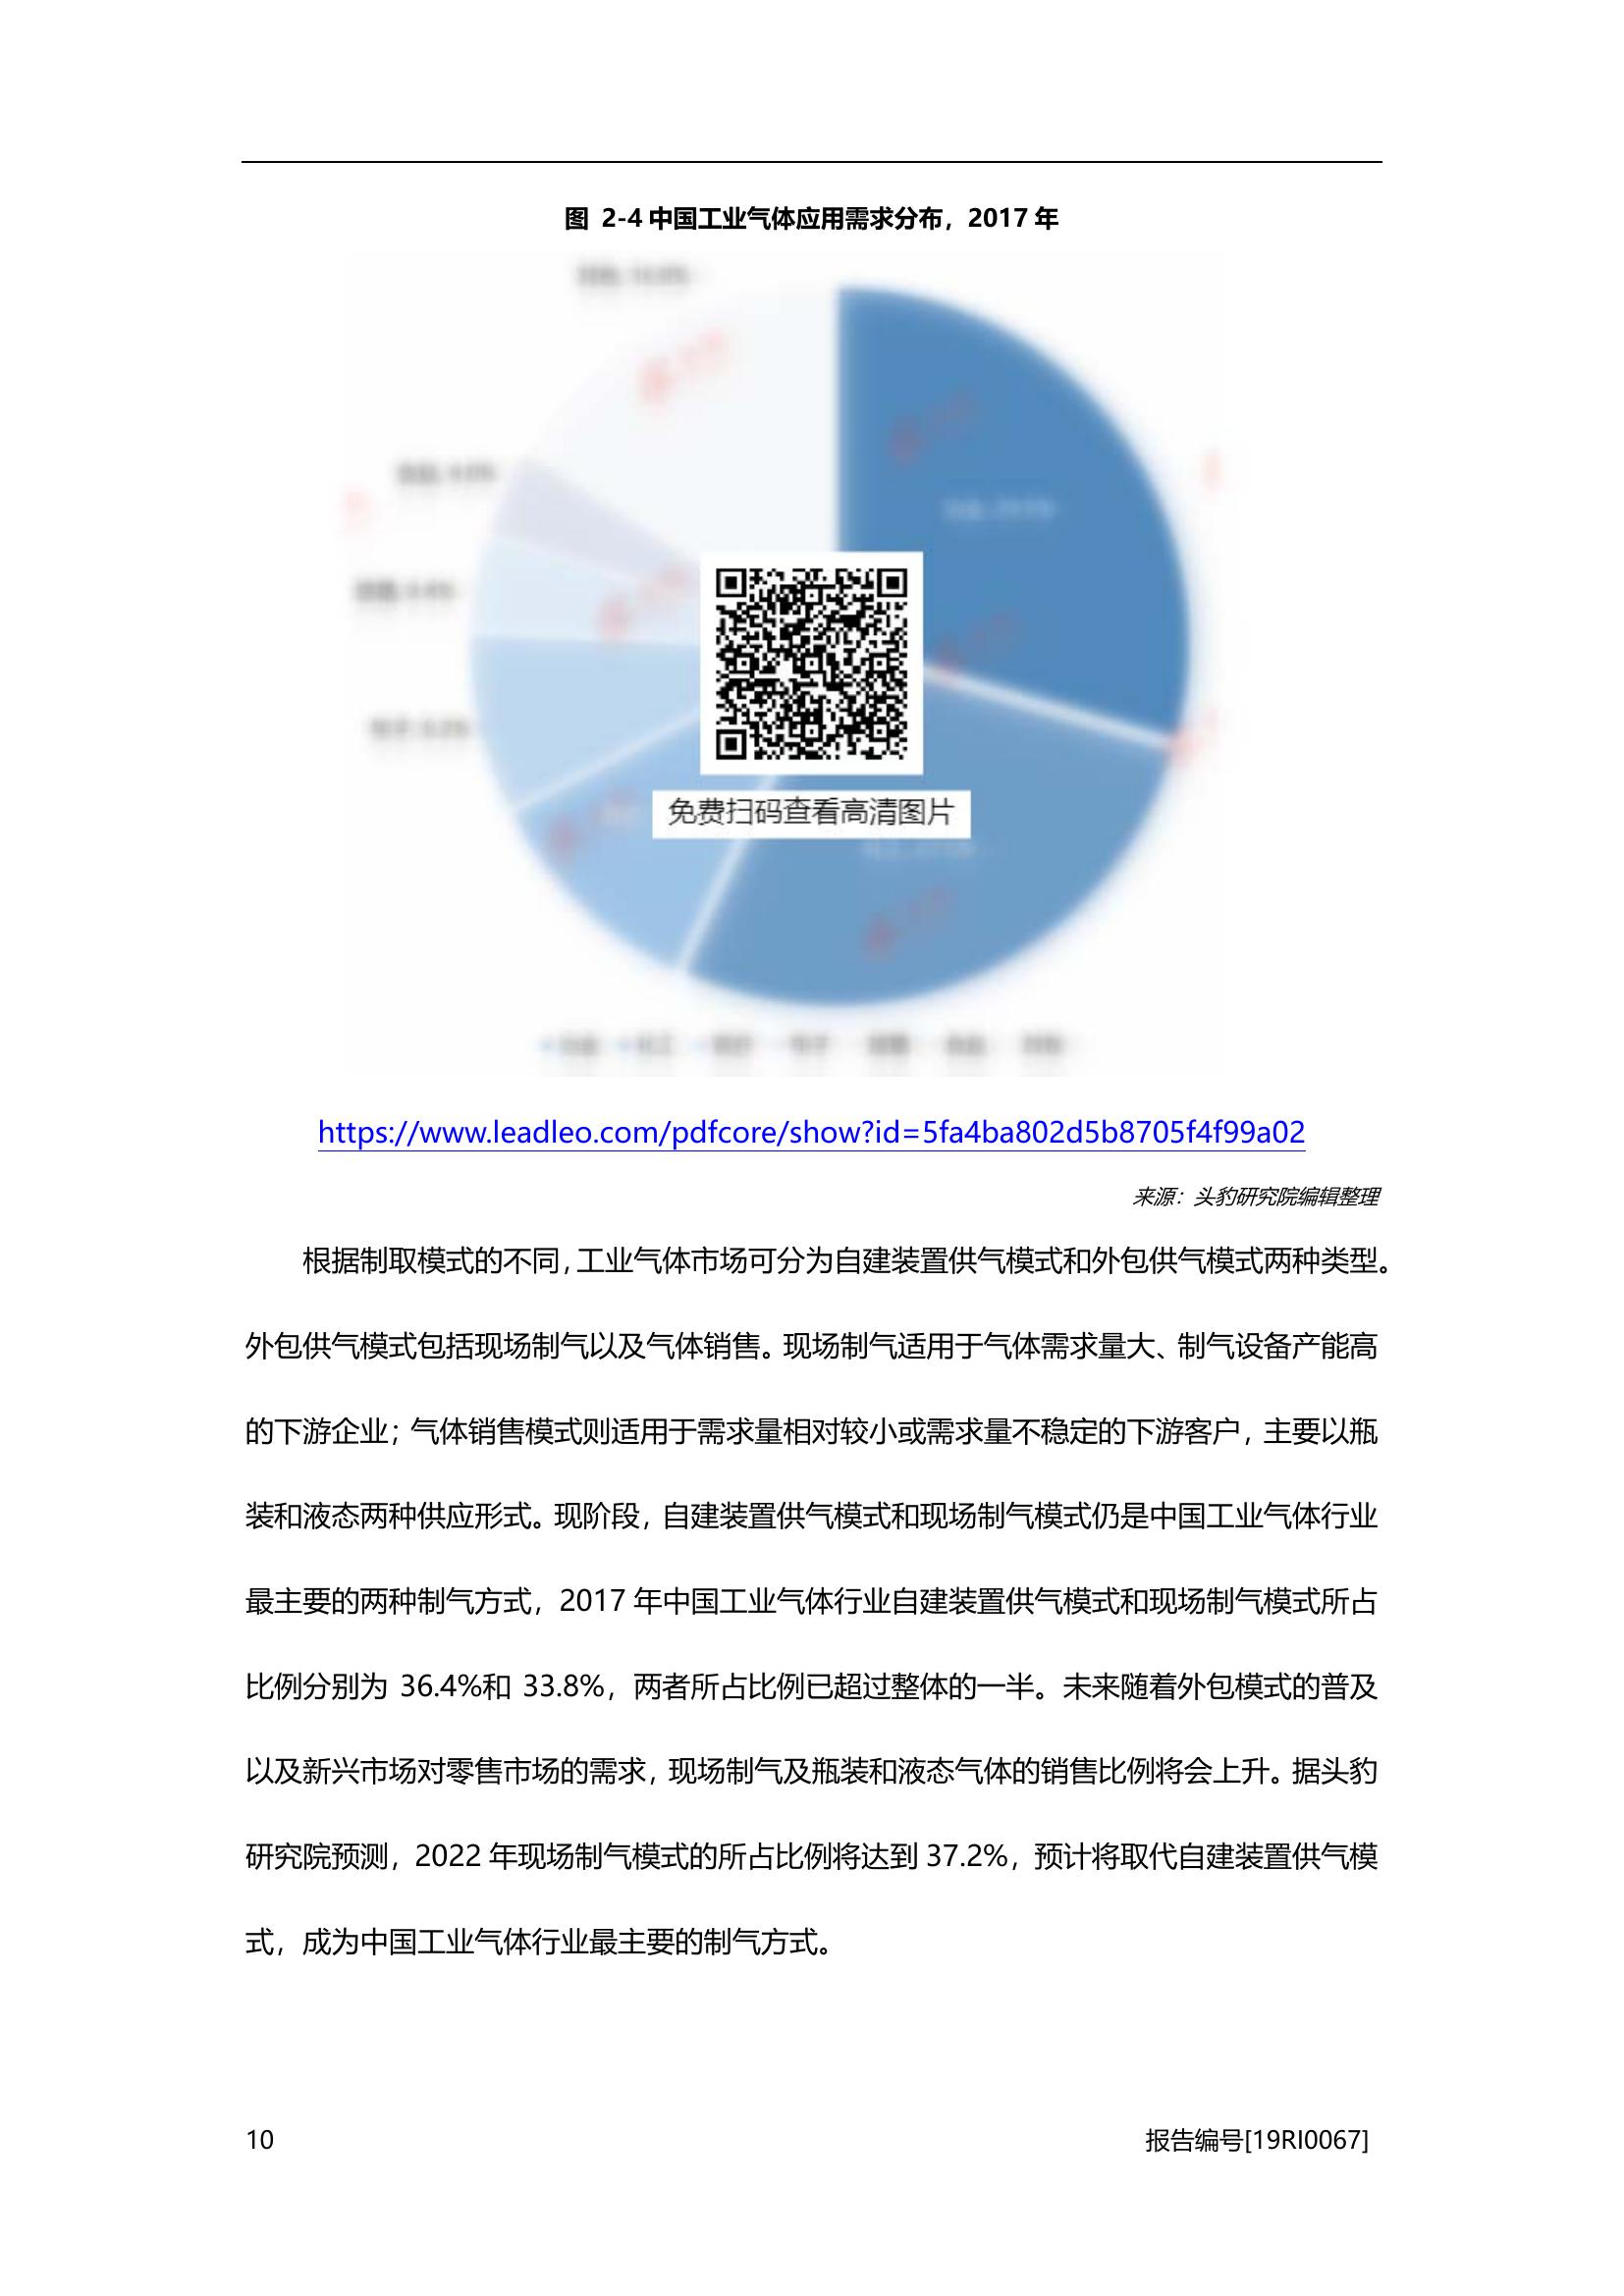 图 2-4 中国工业气体应用需求分布，2017 年
免费扫码查看高清图片
https://www.leadleo.com/pdfcore/show?id=5fa4ba802d5b8705f4f99a02
来源：头豹研究院编辑整理
根据制取模式的不同，工业气体市场可分为自建装置供气模式和外包供气模式两种类型。
外包供气模式包括现场制气以及气体销售。现场制气适用于气体需求量大、制气设备产能高
的下游企业；气体销售模式则适用于需求量相对较小或需求量不稳定的下游客户，主要以瓶
装和液态两种供应形式。现阶段，自建装置供气模式和现场制气模式仍是中国工业气体行业
最主要的两种制气方式，2017 年中国工业气体行业自建装置供气模式和现场制气模式所占
比例分别为 36.4%和 33.8%，两者所占比例已超过整体的一半。未来随着外包模式的普及
以及新兴市场对零售市场的需求，现场制气及瓶装和液态气体的销售比例将会上升。据头豹
研究院预测，2022 年现场制气模式的所占比例将达到 37.2%，预计将取代自建装置供气模
式，成为中国工业气体行业最主要的制气方式。
10
报告编号[19RI0067]